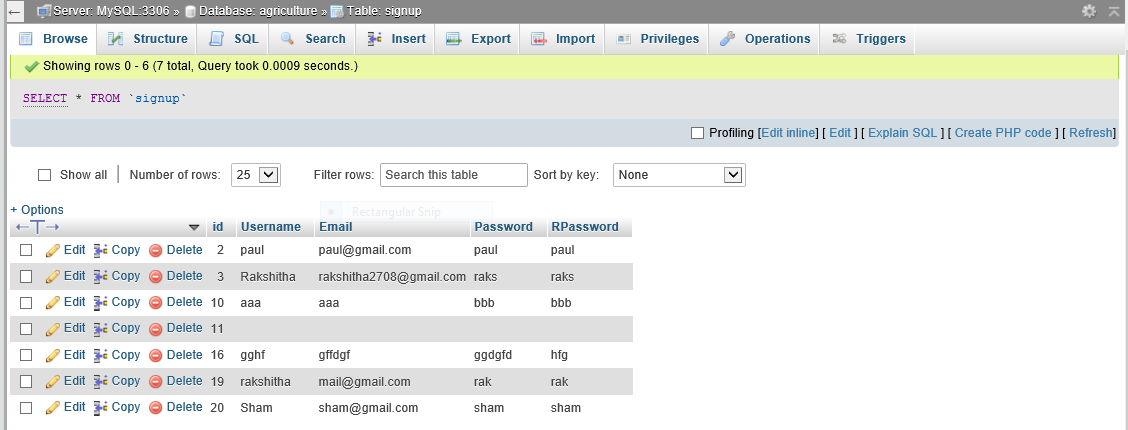 Server: MySQL:3306 » Database: agriculture » Table: signup
Browse Structure SQL Search Insert Export Import Privileges Operations Triggers
Showing rows 0 - 6 (7 total, Query took 0.0009 seconds.)
SELECT * FROM `signup`
Profiling [Edit inline] [ Edit ] [ Explain SQL ] [ Create PHP code ] [ Refresh]
Show all Number of rows: 25 Filter rows: Search this table Sort by key: None
+ Options
Rectangular Snip
id Username Email Password RPassword
Edit Copy Delete 2 paul paul@gmail.com paul paul
Edit Copy Delete 3 Rakshitha rakshitha2708@gmail.com raks raks
Edit Copy Delete 10 aaa aaa bbb bbb
Edit Copy Delete 11
Edit Copy Delete 16 gghf gffdgf ggdgfd hfg
Edit Copy Delete 19 rakshitha mail@gmail.com rak rak
Edit Copy Delete 20 Sham sham@gmail.com sham sham